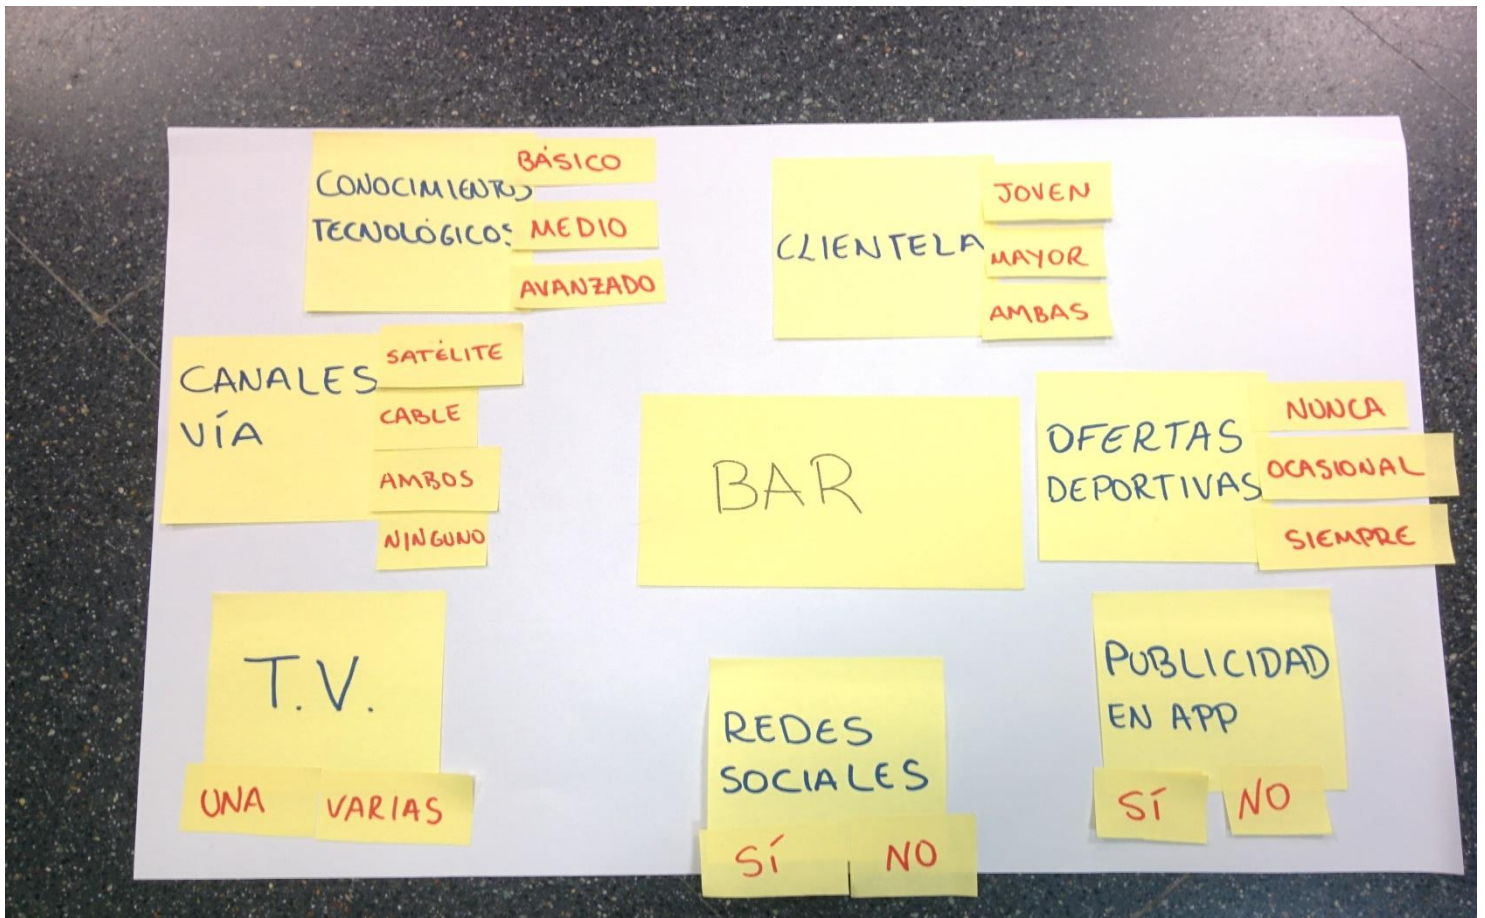 CONOCIMIENTOS
TECNOLÓGICOS
BÁSICO
MEDIO
AVANZADO
CLIENTELA
JOVEN
MAYOR
AMBAS
CANALES
VÍA
SATÉLITE
CABLE
AMBOS
NINGUNO
BAR
OFERTAS
DEPORTIVAS
NUNCA
OCASIONAL
SIEMPRE
T.V.
UNA
VARIAS
REDES
SOCIALES
SÍ
NO
PUBLICIDAD
EN APP
SÍ
NO